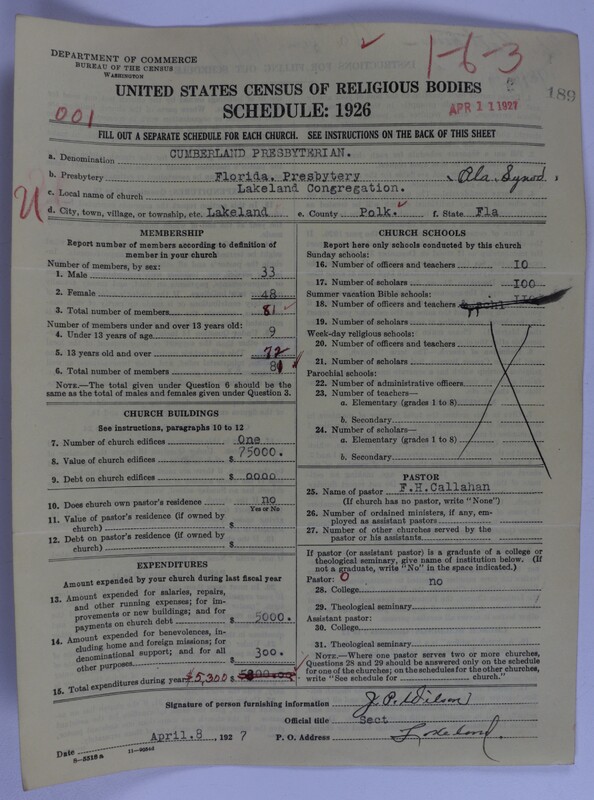 DEPARTMENT OF COMMERCE
BUREAU OF THE CENSUS
WASHINGTON
1-6-3
UNITED STATES CENSUS OF RELIGIOUS BODIES
SCHEDULE: 1926
001
APR 11 1927
189
FILL OUT A SEPARATE SCHEDULE FOR EACH CHURCH. SEE INSTRUCTIONS ON THE BACK OF THIS SHEET
a. Denomination CUMBERLAND PRESBYTERIAN.
b. Presbytery Florida. Presbytery Ala Synod.
c. Local name of church Lakeland Congregation.
U
d. City, town, village, or township, etc. Lakeland e. County Polk. f. State Fla
MEMBERSHIP
Report number of members according to definition of
member in your church
Number of members, by sex:
1. Male 33
2. Female 48
3. Total number of members 81
Number of members under and over 13 years old:
4. Under 13 years of age 9
5. 13 years old and over 72
6. Total number of members 81
NOTE.—The total given under Question 6 should be
same as the total of males and females given under Question 3.
CHURCH BUILDINGS
See instructions, paragraphs 10 to 12
7. Number of church edifices One
8. Value of church edifices $ 75000.
9. Debt on church edifices $ 0000
10. Does church own pastor's residence no
Yes or No
11. Value of pastor's residence (if owned by
church) $
12. Debt on pastor's residence (if owned by
church) $
EXPENDITURES
Amount expended by your church during last fiscal year
13. Amount expended for salaries, repairs,
and other running expenses; for im-
provements or new buildings; and for
payments on church debt $ 5000.
14. Amount expended for benevolences, in-
cluding home and foreign missions; for
denominational support; and for all
other purposes $ 300.
15. Total expenditures during year $5,300 $
CHURCH SCHOOLS
Report here only schools conducted by this church
Sunday schools:
16. Number of officers and teachers 10
17. Number of scholars 100
Summer vacation Bible schools:
18. Number of officers and teachers
19. Number of scholars
Week-day religious schools:
20. Number of officers and teachers
21. Number of scholars
Parochial schools:
22. Number of administrative officers
23. Number of teachers—
a. Elementary (grades 1 to 8)
b. Secondary
24. Number of scholars—
a. Elementary (grades 1 to 8)
b. Secondary
PASTOR
25. Name of pastor F.H.Callahan
(If church has no pastor, write "None")
26. Number of ordained ministers, if any, em-
ployed as assistant pastors
27. Number of other churches served by the
pastor or his assistants
If pastor (or assistant pastor) is a graduate of a college or
theological seminary, give name of institution below. (If
not a graduate, write "No" in the space indicated.)
Pastor: 0
28. College no
29. Theological seminary
Assistant pastor:
30. College
31. Theological seminary
NOTE.—Where one pastor serves two or more churches,
Questions 28 and 29 should be answered only on the schedule
for one of the churches; on the schedules for the other churches,
write "See schedule for church."
Signature of person furnishing information J. P. Wilson
Official title Sect
Date April.8, 1927 P. O. Address Lakeland.
8—5516a